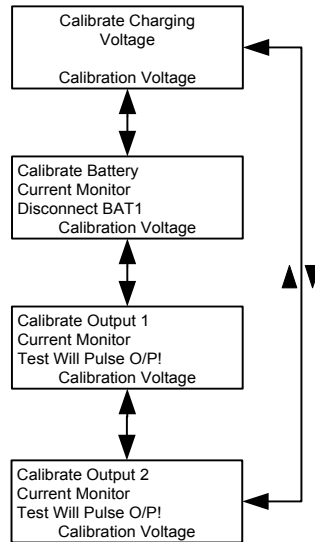 Calibrate Charging
Voltage
Calibration Voltage
Calibrate Battery
Current Monitor
Disconnect BAT1
Calibration Voltage
Calibrate Output 1
Current Monitor
Test Will Pulse O/P!
Calibration Voltage
Calibrate Output 2
Current Monitor
Test Will Pulse O/P!
Calibration Voltage